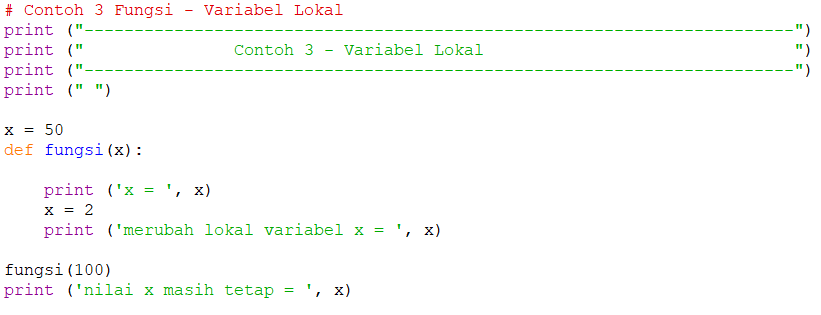 # Contoh 3 Fungsi - Variabel Lokal
print ("-----------------------------------------------------------------------")
print ("               Contoh 3 - Variabel Lokal                               ")
print ("-----------------------------------------------------------------------")
print (" ")
x = 50
def fungsi(x):
    print ('x = ', x)
    x = 2
    print ('merubah lokal variabel x = ', x)
fungsi(100)
print ('nilai x masih tetap = ', x)